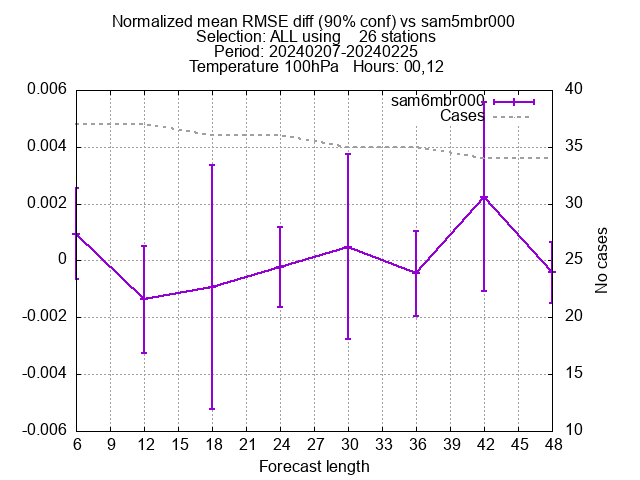 Normalized mean RMSE diff (90% conf) vs sam5mbr000
Selection: ALL using    26 stations
Period: 20240207-20240225
Temperature 100hPa   Hours: 00,12
sam6mbr000
Cases
0.006
0.004
0.002
0
-0.002
-0.004
-0.006
40
35
30
25
20
15
10
No cases
6 9 12 15 18 21 24 27 30 33 36 39 42 45 48
Forecast length